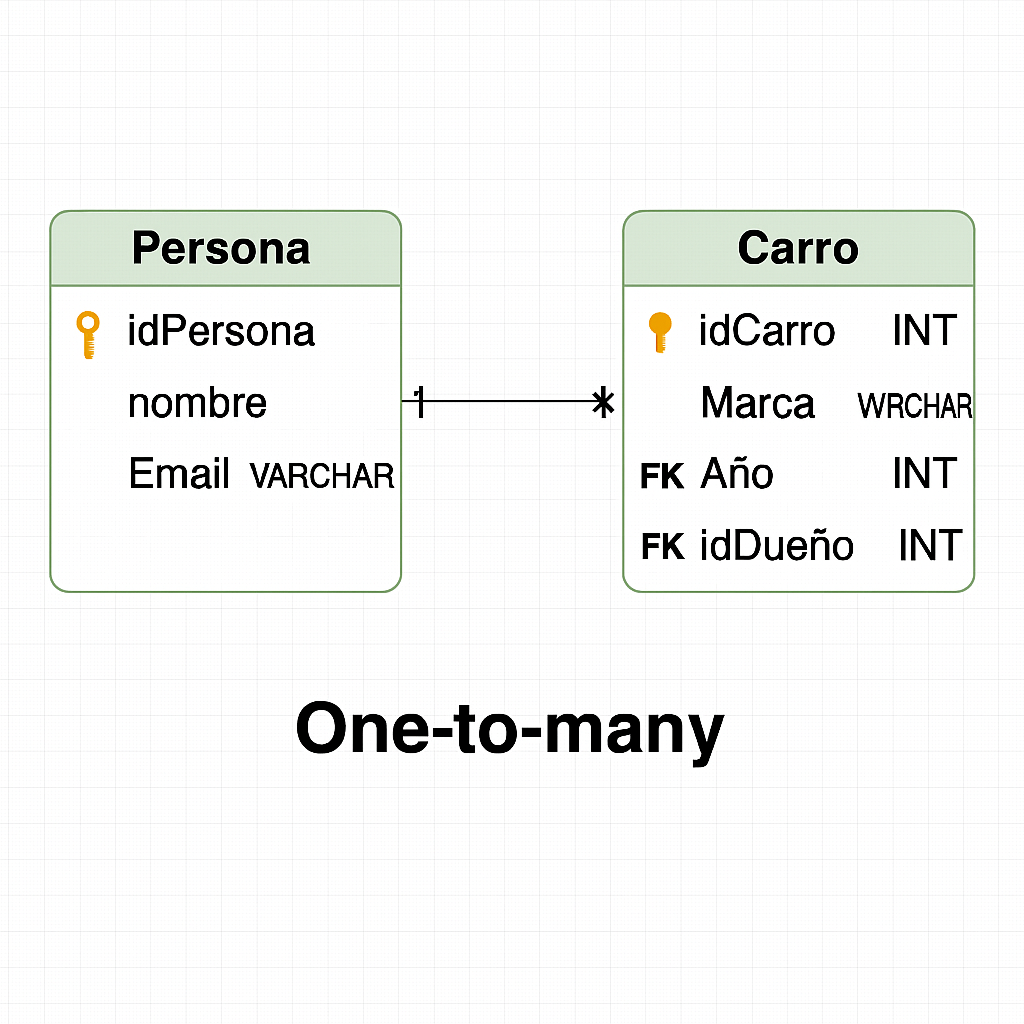 Persona
idPersona
nombre
Email VARCHAR
1 *
Carro
idCarro INT
Marca WRCHAR
FK Año INT
FK idDueño INT
One-to-many